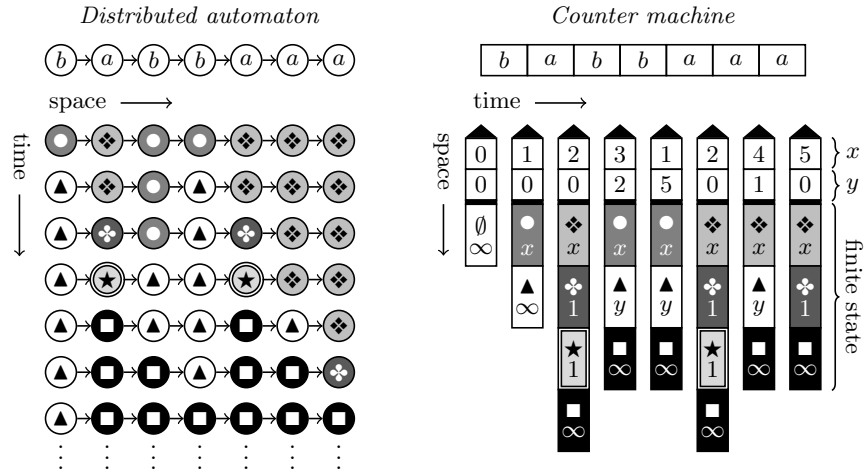 Distributed automaton
Counter machine
b a b b a a a
b a b b a a a
space
time
time
space
0 1 2 3 1 2 4 5
x
0 0 0 2 5 0 1 0
y
∅
∞ x x x x x x x
∞ 1 y y 1 y 1
1 ∞ ∞ 1 ∞ ∞
∞ ∞
finite state